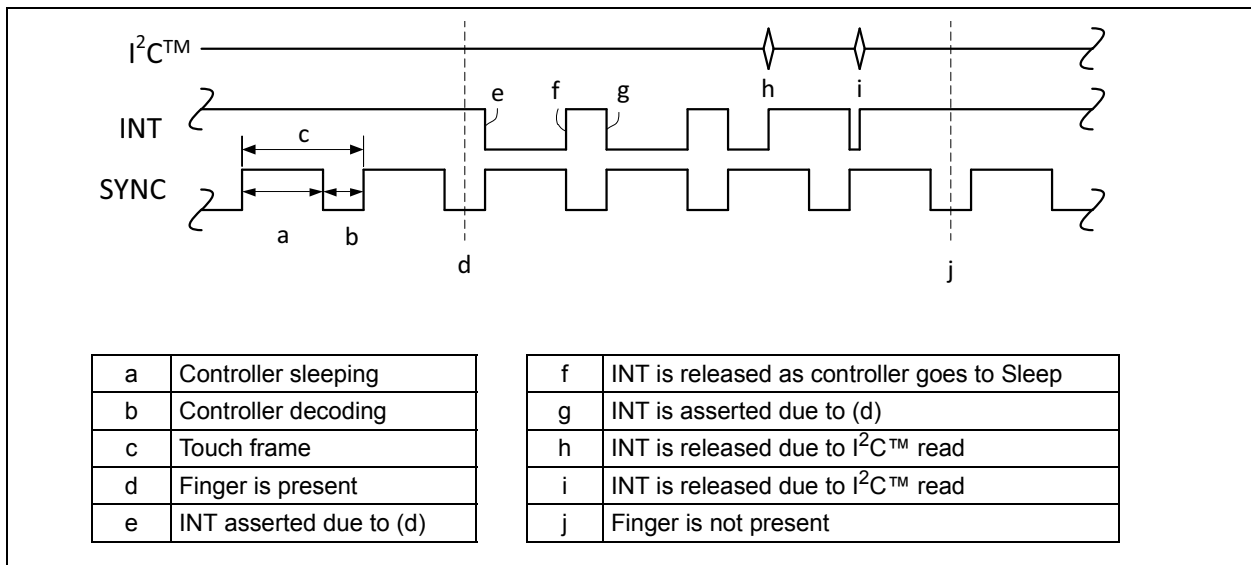 I²C™
h
i
e
f
g
INT
c
SYNC
a
b
d
j
a Controller sleeping
b Controller decoding
c Touch frame
d Finger is present
e INT asserted due to (d)
f INT is released as controller goes to Sleep
g INT is asserted due to (d)
h INT is released due to I²C™ read
i INT is released due to I²C™ read
j Finger is not present